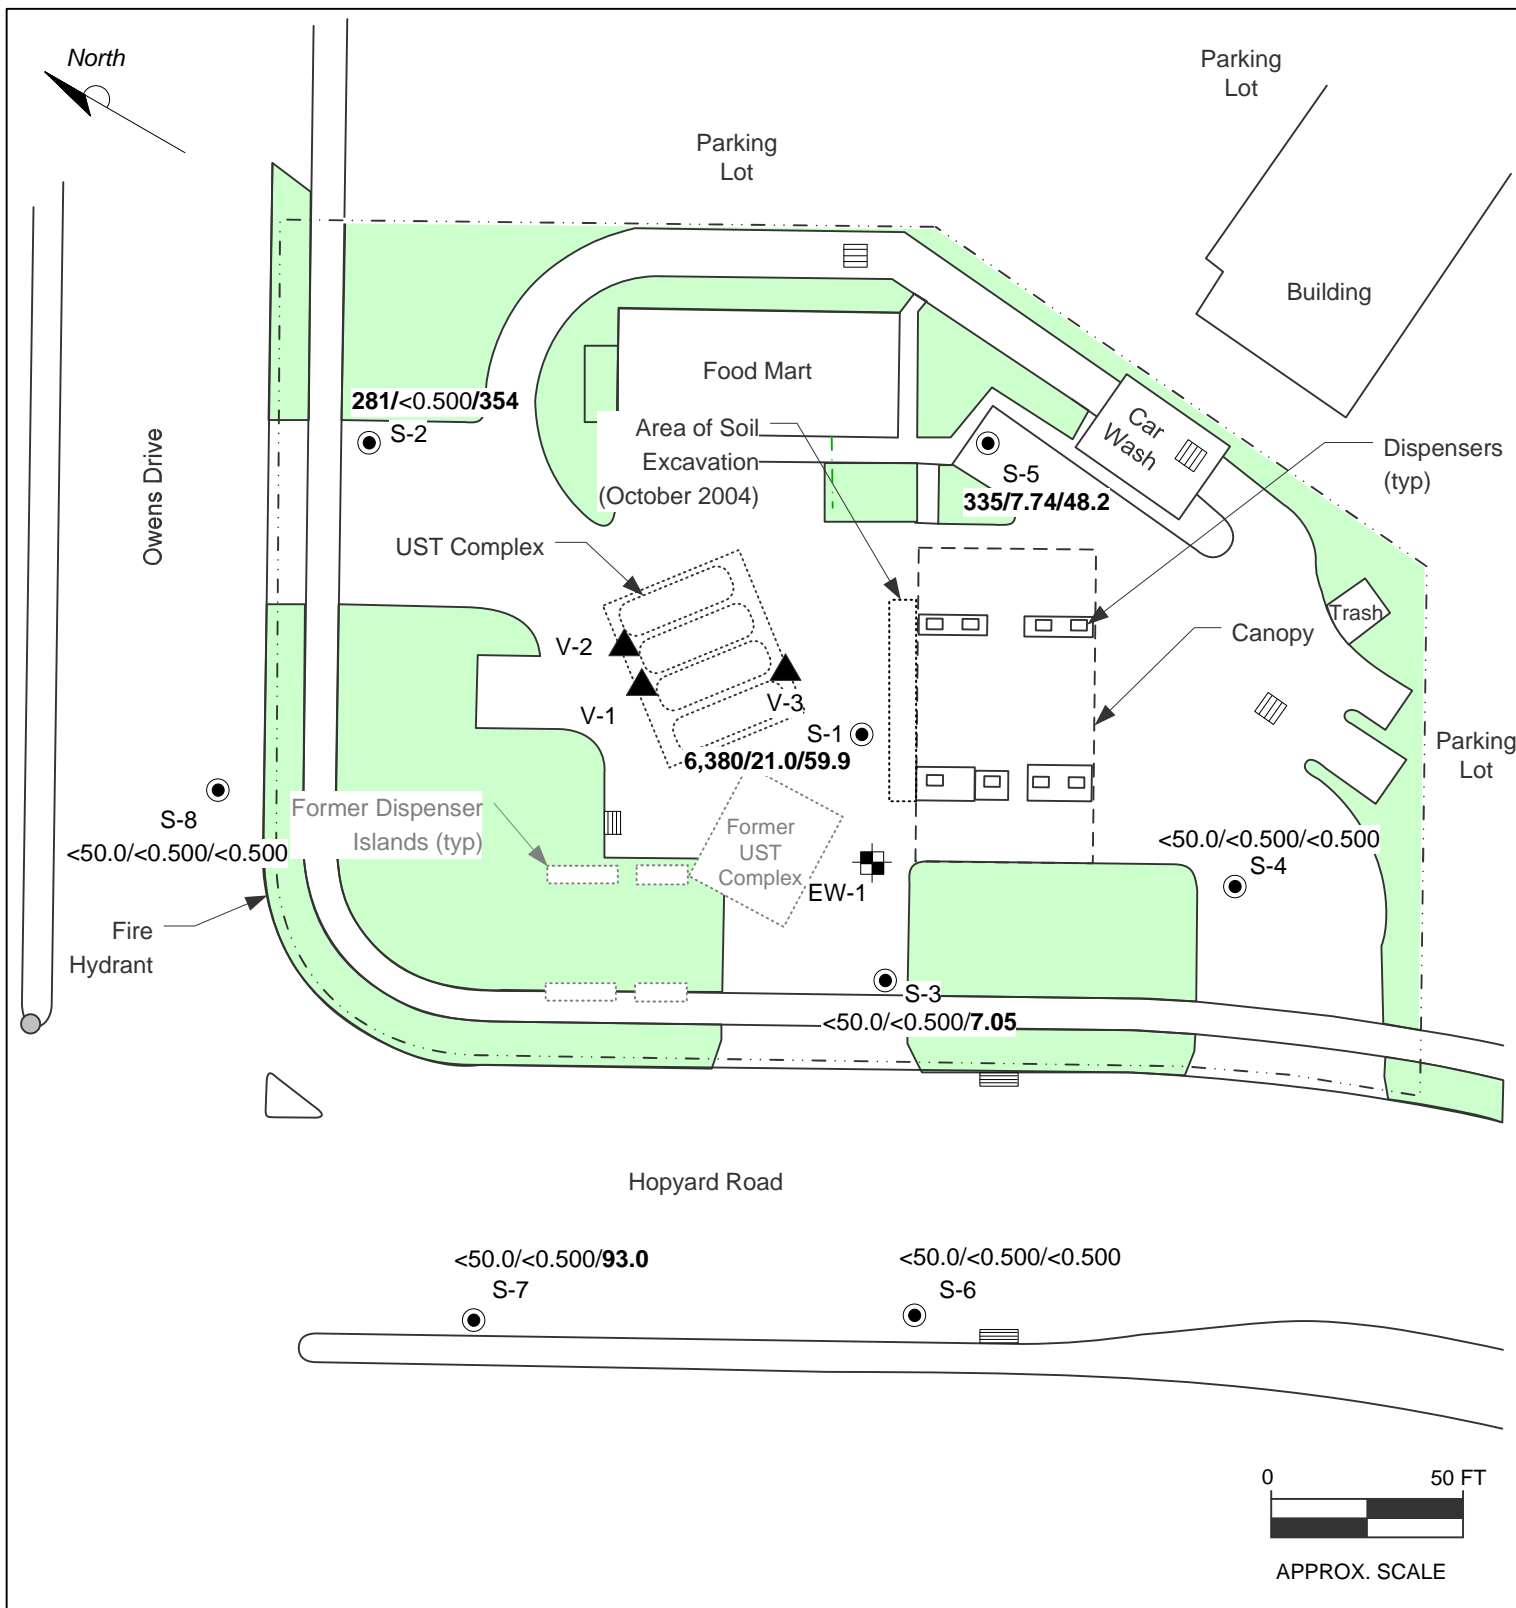 North
Parking
Lot
Parking
Lot
Building
Food Mart
281/<0.500/354
S-2
Area of Soil
Excavation
(October 2004)
Car
Wash
Dispensers
(typ)
S-5
335/7.74/48.2
Owens Drive
UST Complex
Trash
Canopy
V-2
V-1
V-3
S-1
6,380/21.0/59.9
Parking
Lot
S-8
<50.0/<0.500/<0.500
Former Dispenser
Islands (typ)
Former
UST
Complex
EW-1
<50.0/<0.500/<0.500
S-4
Fire
Hydrant
S-3
<50.0/<0.500/7.05
Hopyard Road
<50.0/<0.500/93.0
S-7
<50.0/<0.500/<0.500
S-6
0 50 FT
APPROX. SCALE